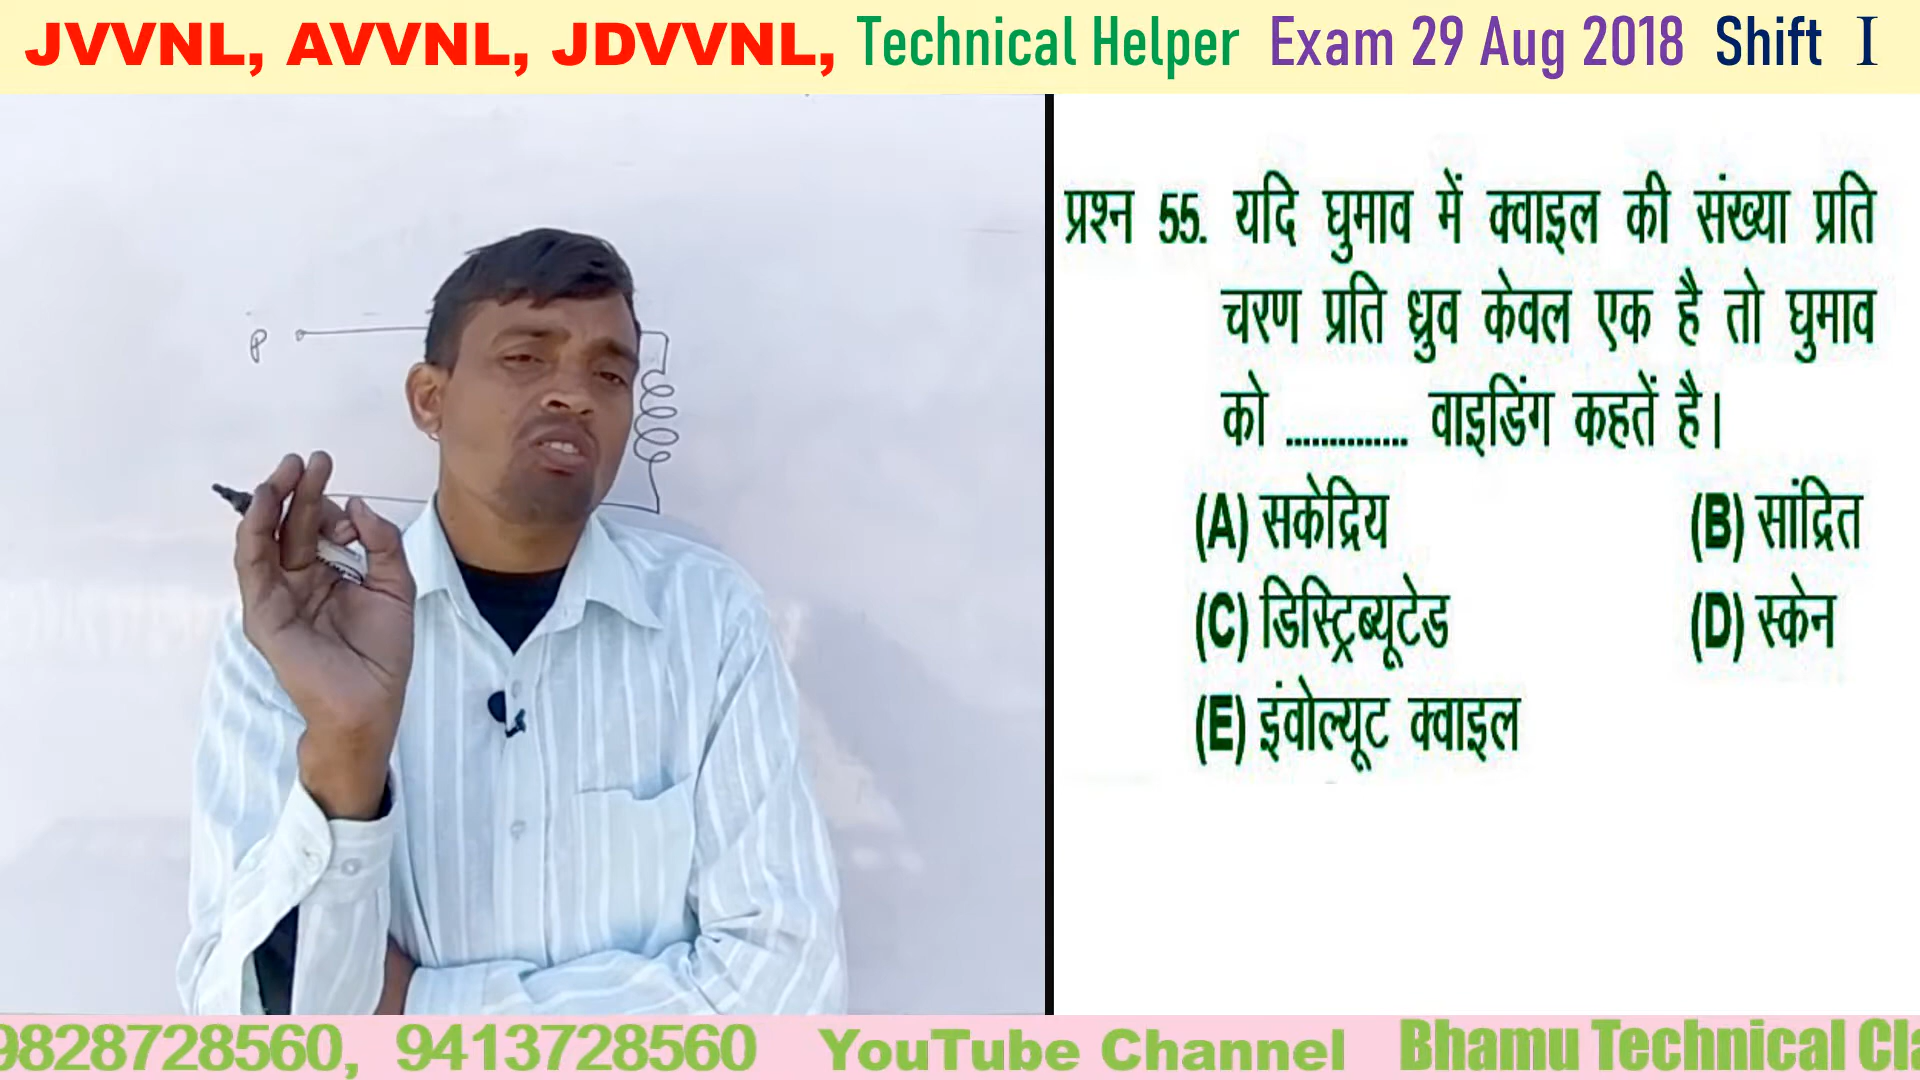 JVVNL, AVVNL, JDVVNL, Technical Helper Exam 29 Aug 2018 Shift I
P
प्रश्न 55. यदि घुमाव में क्वाइल की संख्या प्रति
चरण प्रति ध्रुव केवल एक है तो घुमाव
को .............. वाइडिंग कहतें है।
(A) सकेद्रिय (B) सांद्रित
(C) डिस्ट्रिब्यूटेड (D) स्केन
(E) इंवोल्यूट क्वाइल
9828728560, 9413728560 YouTube Channel Bhamu Technical Cla